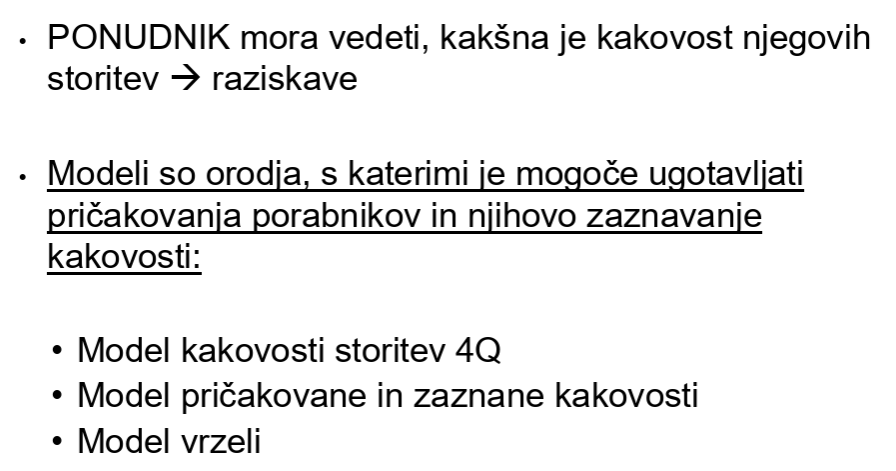 • PONUDNIK mora vedeti, kakšna je kakovost njegovih
storitev → raziskave
• Modeli so orodja, s katerimi je mogoče ugotavljati
pričakovanja porabnikov in njihovo zaznavanje
kakovosti:
• Model kakovosti storitev 4Q
• Model pričakovane in zaznane kakovosti
• Model vrzeli